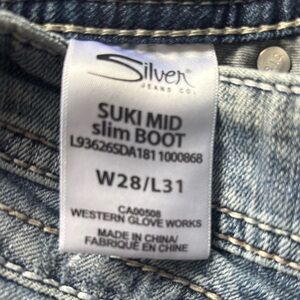 Silver
JEANS CO.
SUKI MID
slim BOOT
L93626SDA181 1000868
W28/L31
CA00508
WESTERN GLOVE WORKS
MADE IN CHINA/
FABRIQUÉ EN CHINE